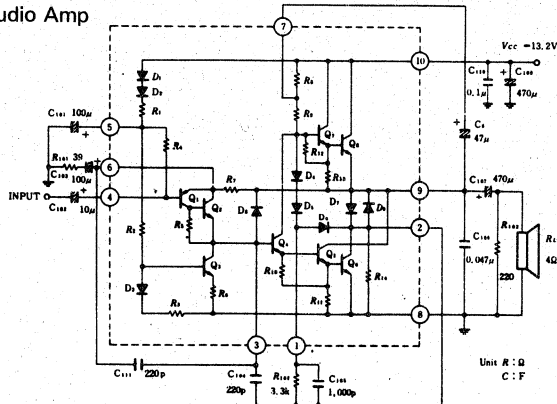 udio Amp
7
10
Vcc = 13.2V
C110
0.1μ
C108
470μ
D1
D2
R1
C101 100μ
5
R101 39
6
C103
100μ
INPUT
4
C102
10μ
R4
R2
D3
R3
Q1
Q2
R5
Q3
R6
R7
D8
R8
R9
D4
D5
Q4
R10
R12
Q7
Q8
R13
D7
D9
D6
Q5
Q6
R11
R14
C5
47μ
9
C107 470μ
2
C106
0.047μ
R102
220
RL
4Ω
8
3
1
C111
220p
C104
220p
R105
3.3k
C105
1,000p
Unit R : Ω
C : F